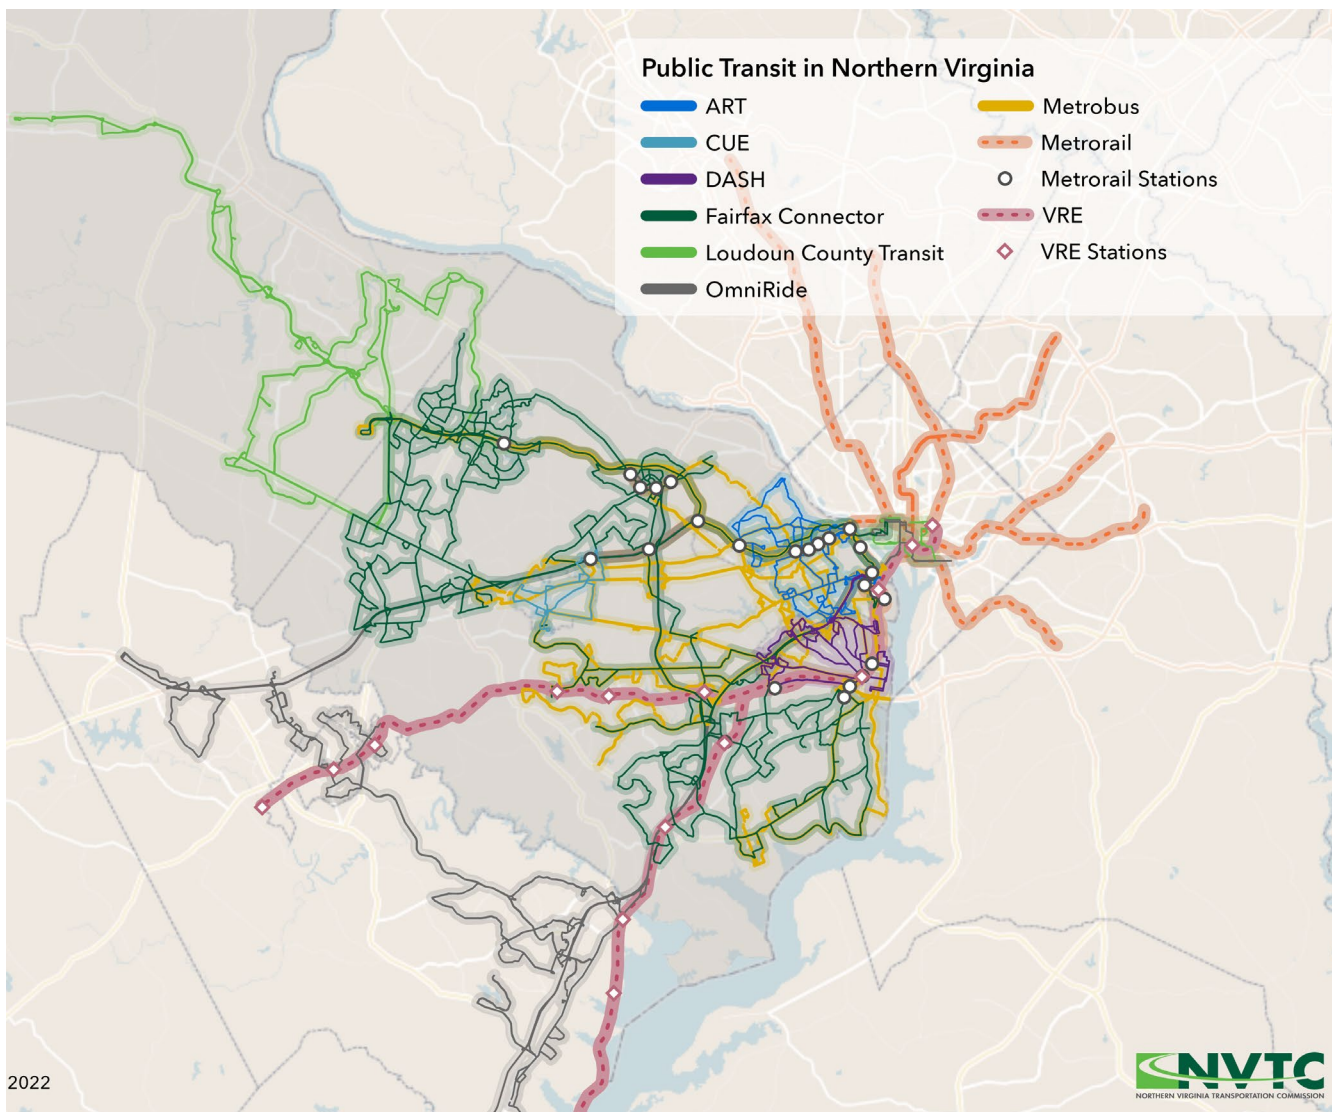 Public Transit in Northern Virginia
ART
CUE
DASH
Fairfax Connector
Loudoun County Transit
OmniRide
Metrobus
Metrorail
Metrorail Stations
VRE
VRE Stations
2022
NVTC
NORTHERN VIRGINIA TRANSPORTATION COMMISSION